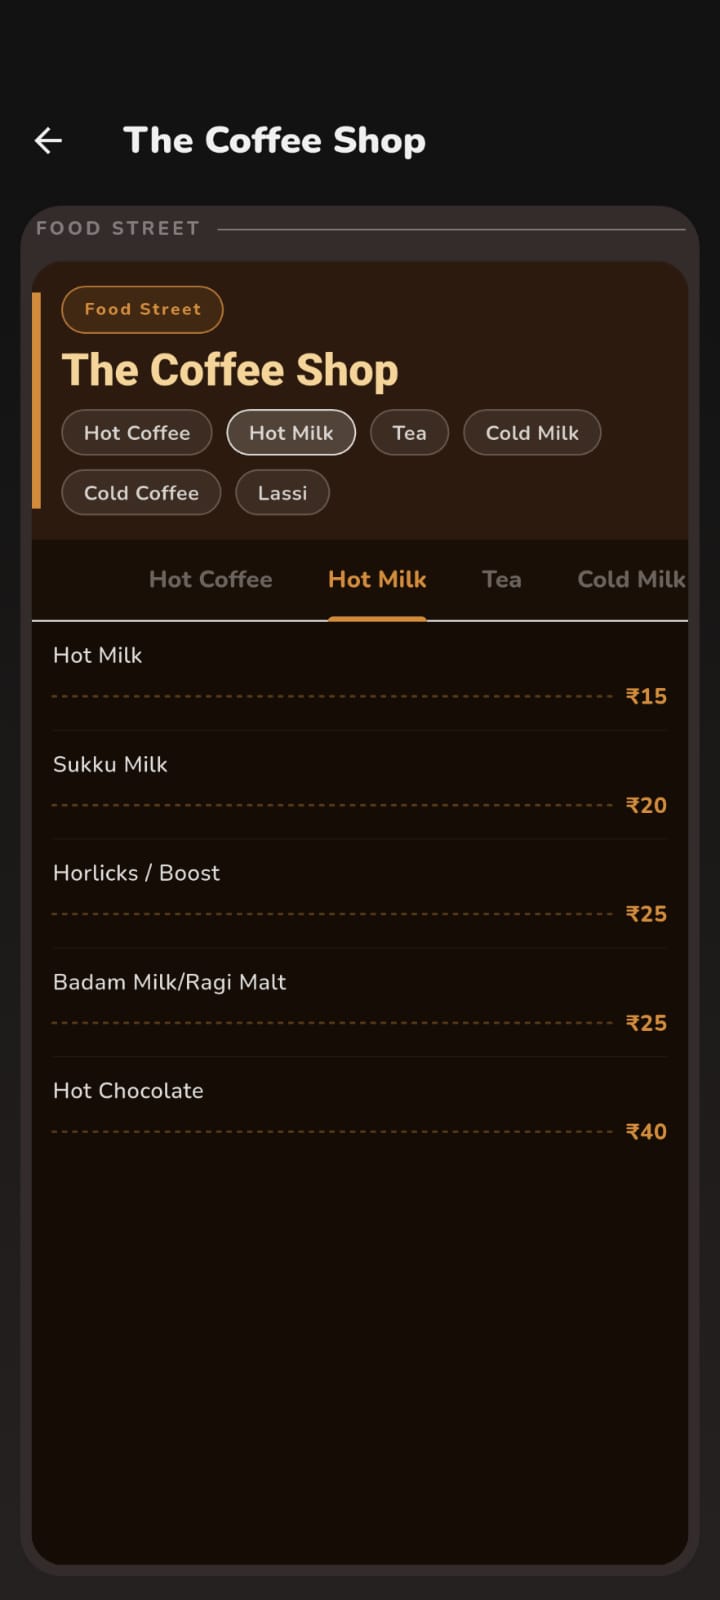 The Coffee Shop
FOOD STREET
Food Street
The Coffee Shop
Hot Coffee Hot Milk Tea Cold Milk
Cold Coffee Lassi
Hot Coffee Hot Milk Tea Cold Milk
Hot Milk
₹15
Sukku Milk
₹20
Horlicks / Boost
₹25
Badam Milk/Ragi Malt
₹25
Hot Chocolate
₹40